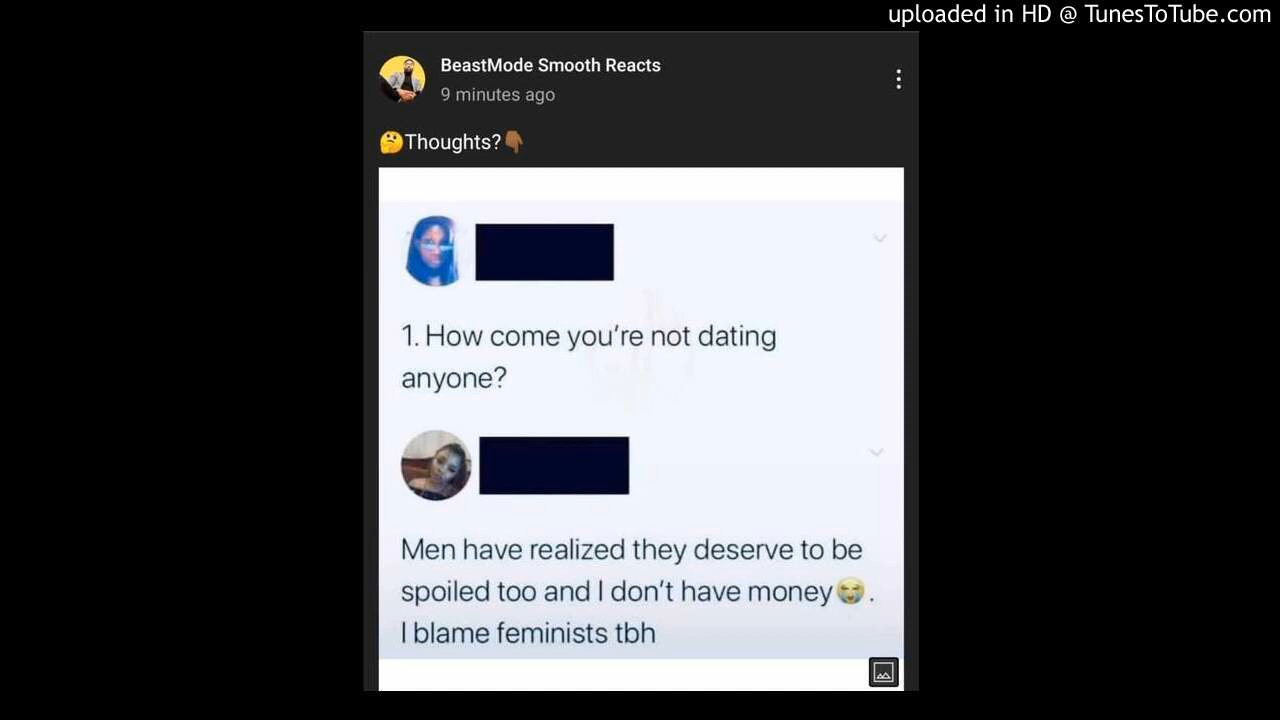 uploaded in HD @ TunesToTube.com
BeastMode Smooth Reacts
9 minutes ago
🤔Thoughts?👇🏾
1. How come you're not dating
anyone?
Men have realized they deserve to be
spoiled too and I don't have money😭.
I blame feminists tbh